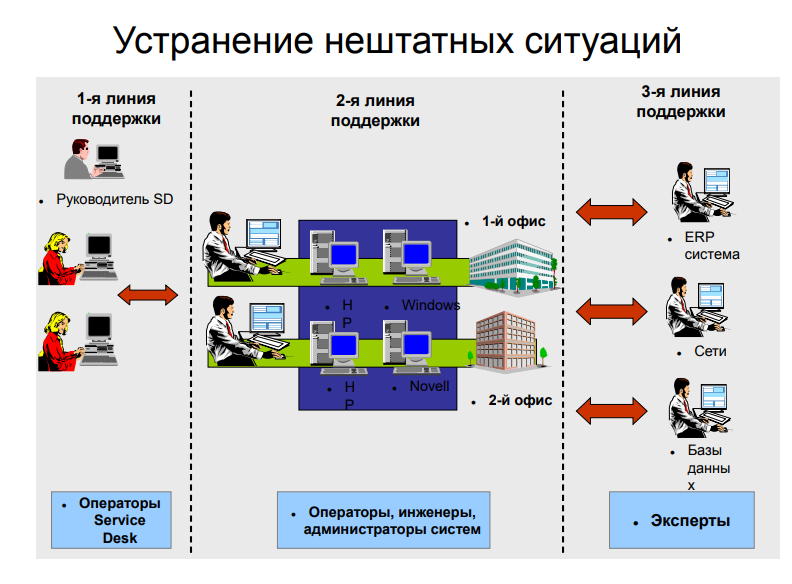 Устранение нештатных ситуаций
1-я линия
поддержки
• Руководитель SD
• Операторы
Service
Desk
2-я линия
поддержки
• 1-й офис
• H
P
• Windows
• H
P
• Novell
• 2-й офис
• Операторы, инженеры,
администраторы систем
3-я линия
поддержки
• ERP
система
• Сети
• Базы
данны
х
• Эксперты